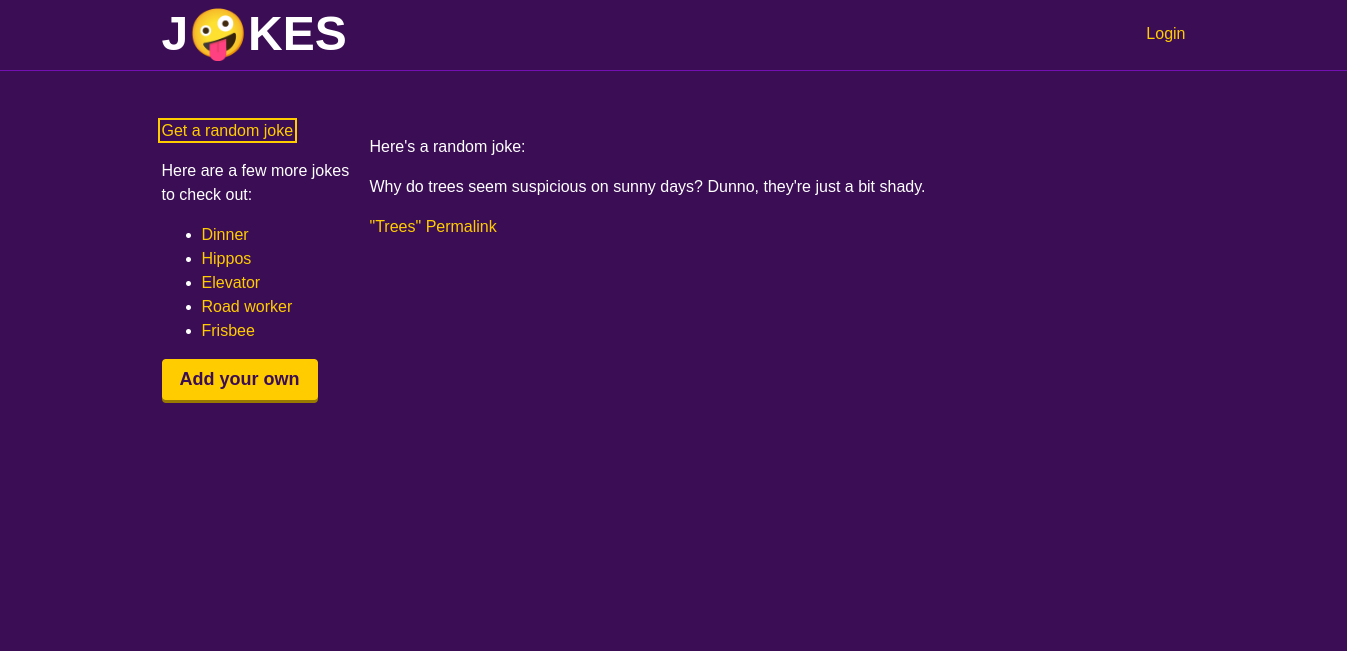 J🤪KES
Login
Get a random joke
Here are a few more jokes
to check out:
Dinner
Hippos
Elevator
Road worker
Frisbee
Add your own
Here's a random joke:
Why do trees seem suspicious on sunny days? Dunno, they're just a bit shady.
"Trees" Permalink